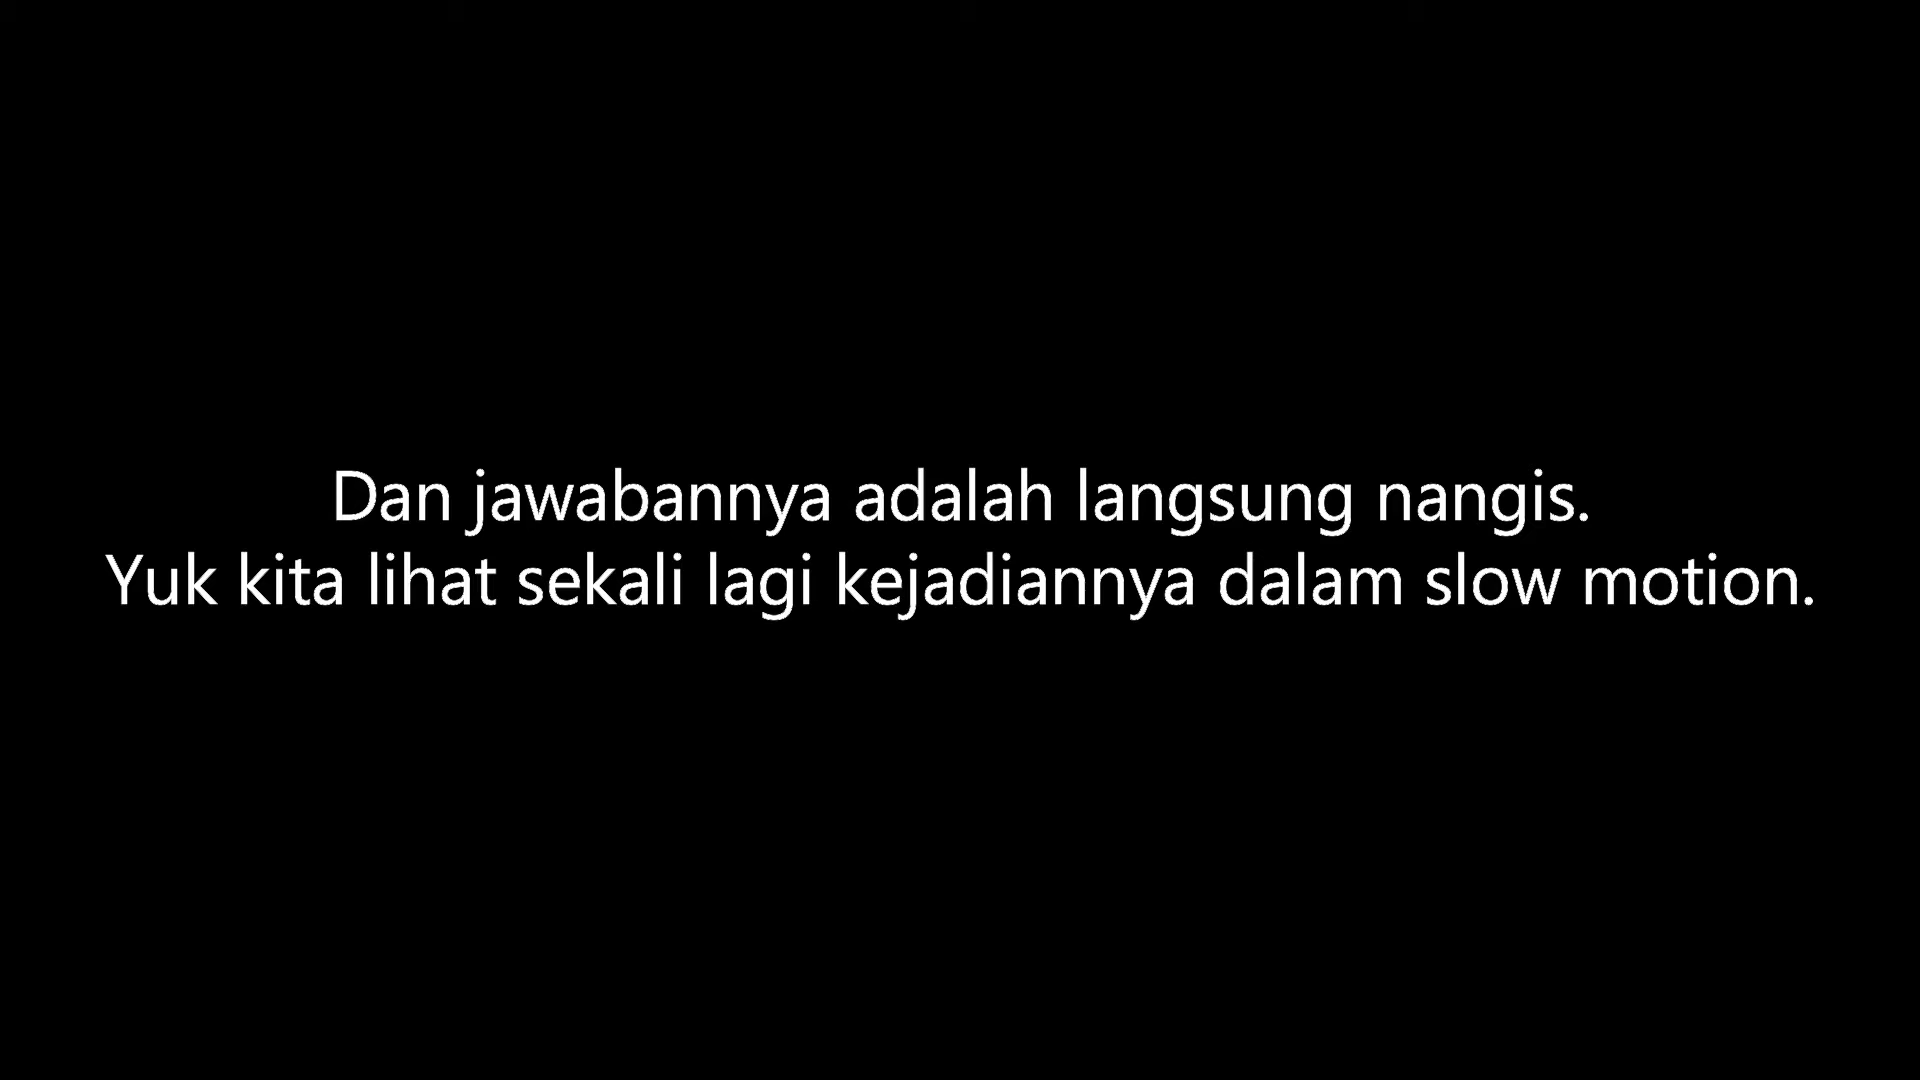 Dan jawabannya adalah langsung nangis.
Yuk kita lihat sekali lagi kejadiannya dalam slow motion.